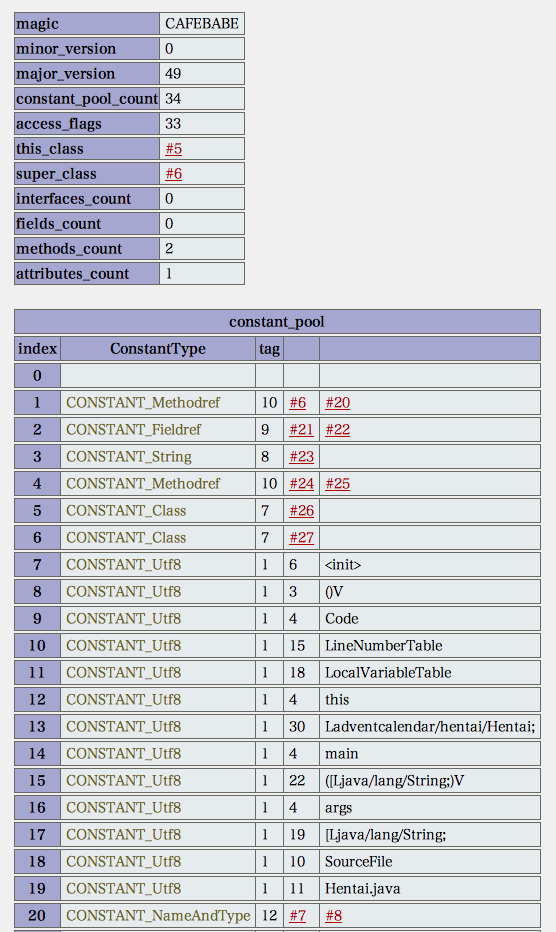 magic CAFEBABE
minor_version 0
major_version 49
constant_pool_count 34
access_flags 33
this_class #5
super_class #6
interfaces_count 0
fields_count 0
methods_count 2
attributes_count 1
constant_pool
index ConstantType tag
0
1 CONSTANT_Methodref 10 #6 #20
2 CONSTANT_Fieldref 9 #21 #22
3 CONSTANT_String 8 #23
4 CONSTANT_Methodref 10 #24 #25
5 CONSTANT_Class 7 #26
6 CONSTANT_Class 7 #27
7 CONSTANT_Utf8 1 6 <init>
8 CONSTANT_Utf8 1 3 ()V
9 CONSTANT_Utf8 1 4 Code
10 CONSTANT_Utf8 1 15 LineNumberTable
11 CONSTANT_Utf8 1 18 LocalVariableTable
12 CONSTANT_Utf8 1 4 this
13 CONSTANT_Utf8 1 30 Ladventcalendar/hentai/Hentai;
14 CONSTANT_Utf8 1 4 main
15 CONSTANT_Utf8 1 22 ([Ljava/lang/String;)V
16 CONSTANT_Utf8 1 4 args
17 CONSTANT_Utf8 1 19 [Ljava/lang/String;
18 CONSTANT_Utf8 1 10 SourceFile
19 CONSTANT_Utf8 1 11 Hentai.java
20 CONSTANT_NameAndType 12 #7 #8